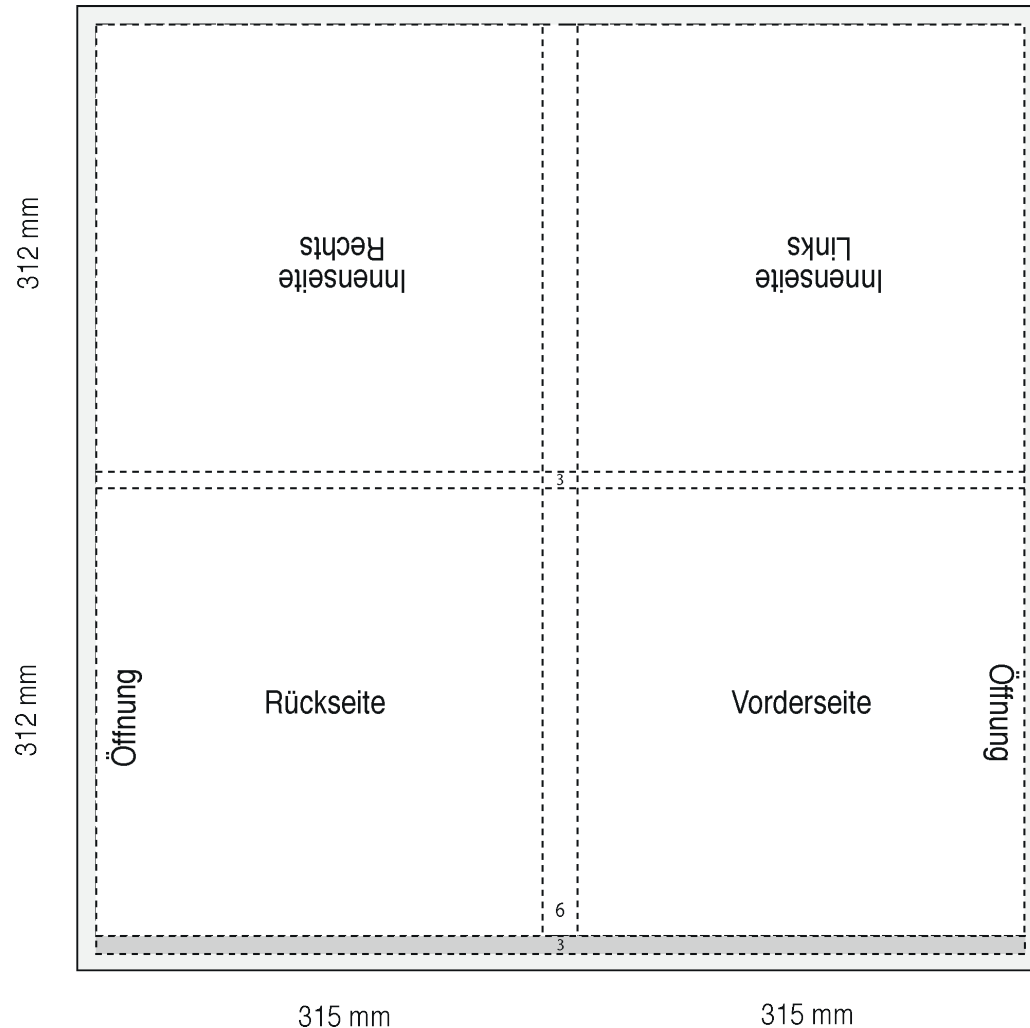 312 mm
Innenseite
Rechts
Innenseite
Links
3
312 mm
Öffnung
Rückseite
Vorderseite
Öffnung
6
3
315 mm
315 mm